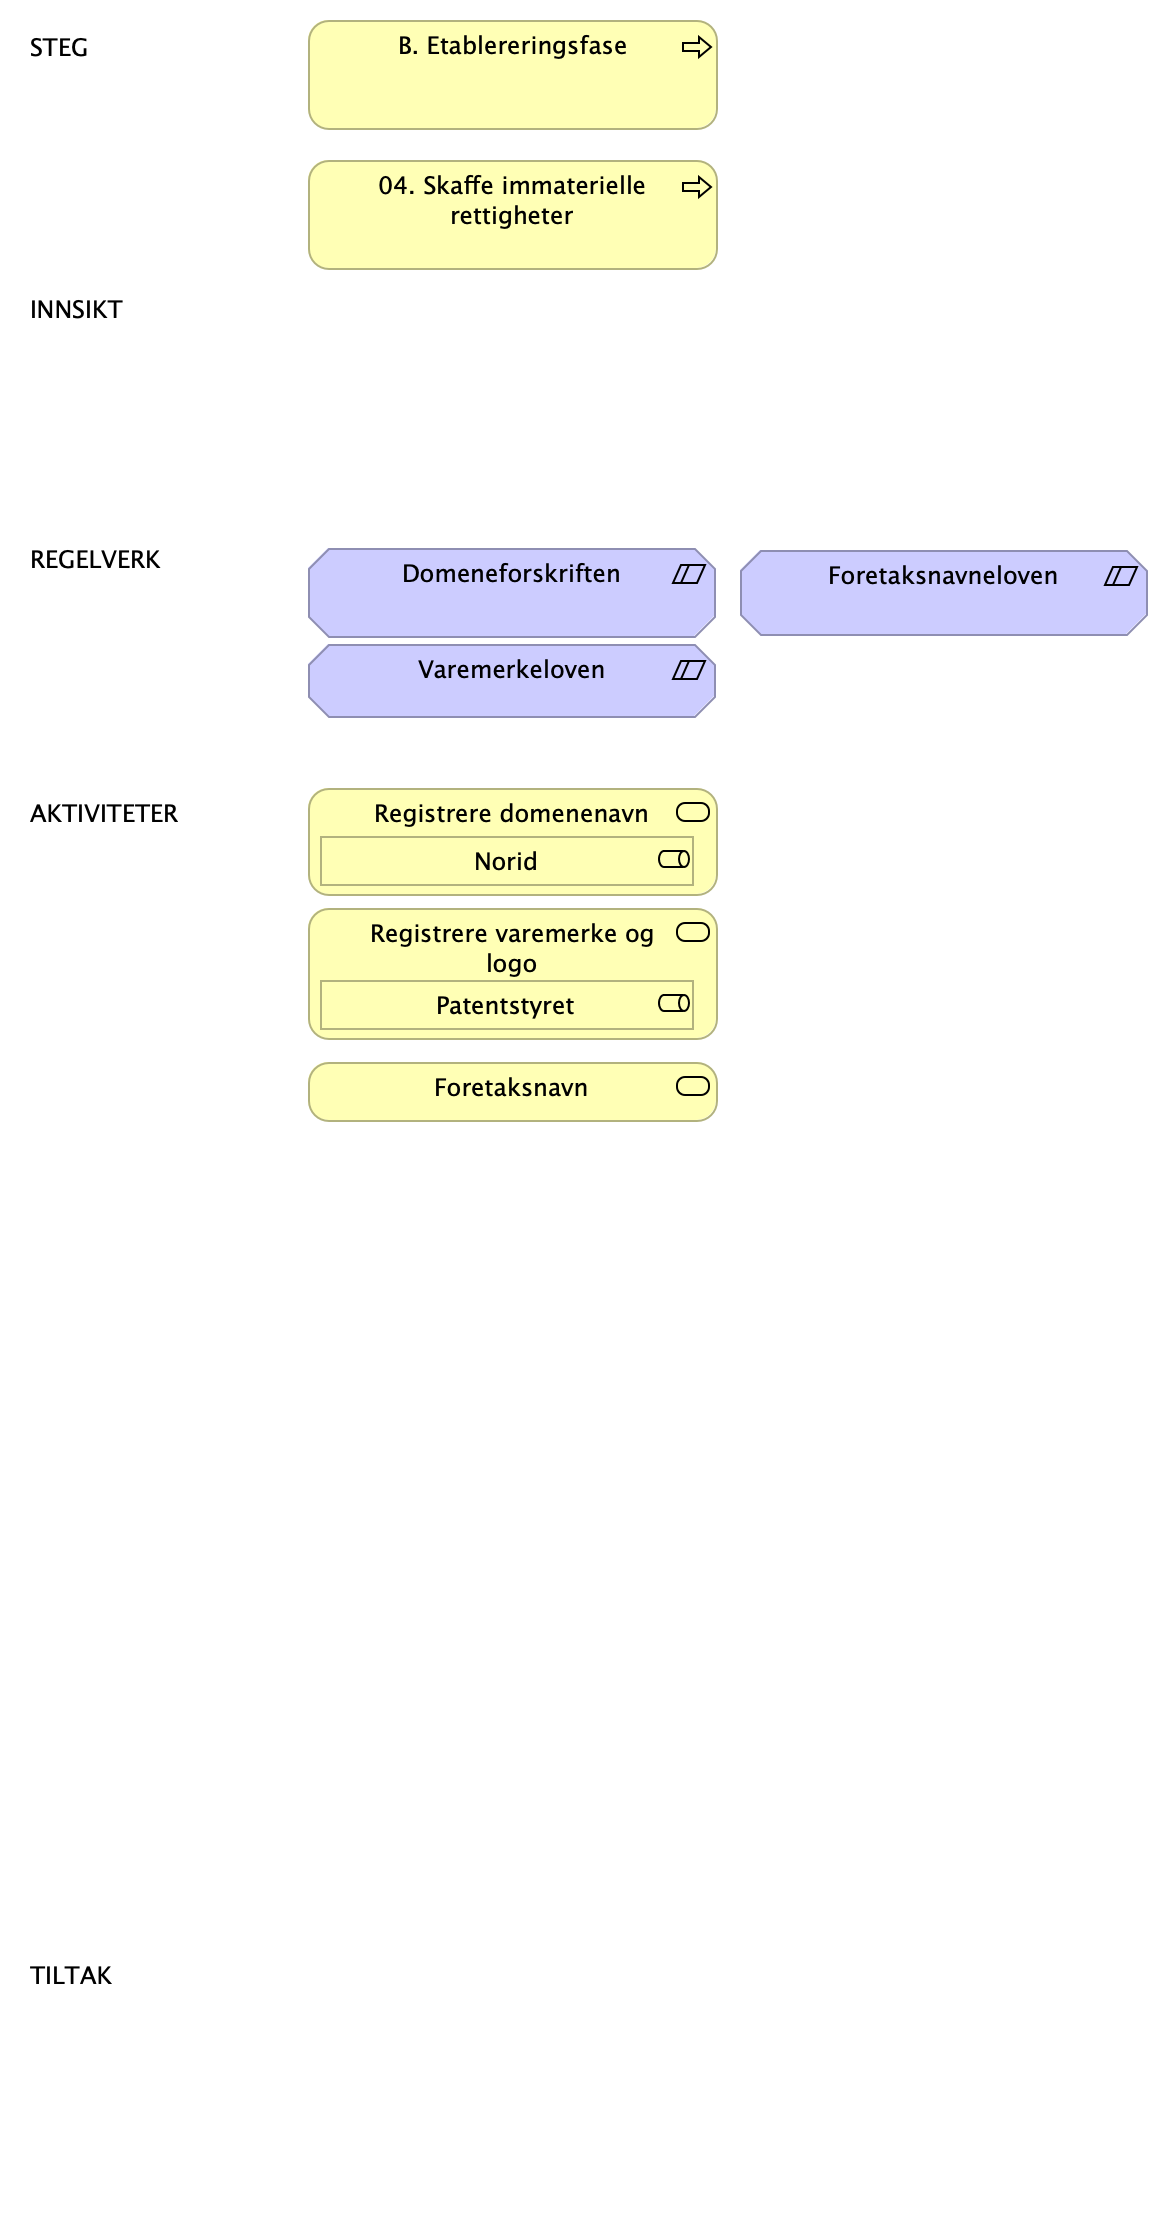 STEG
B. Etablereringsfase
04. Skaffe immaterielle
rettigheter
INNSIKT
REGELVERK
Domeneforskriften
Foretaksnavneloven
Varemerkeloven
AKTIVITETER
Registrere domenenavn
Norid
Registrere varemerke og
logo
Patentstyret
Foretaksnavn
TILTAK